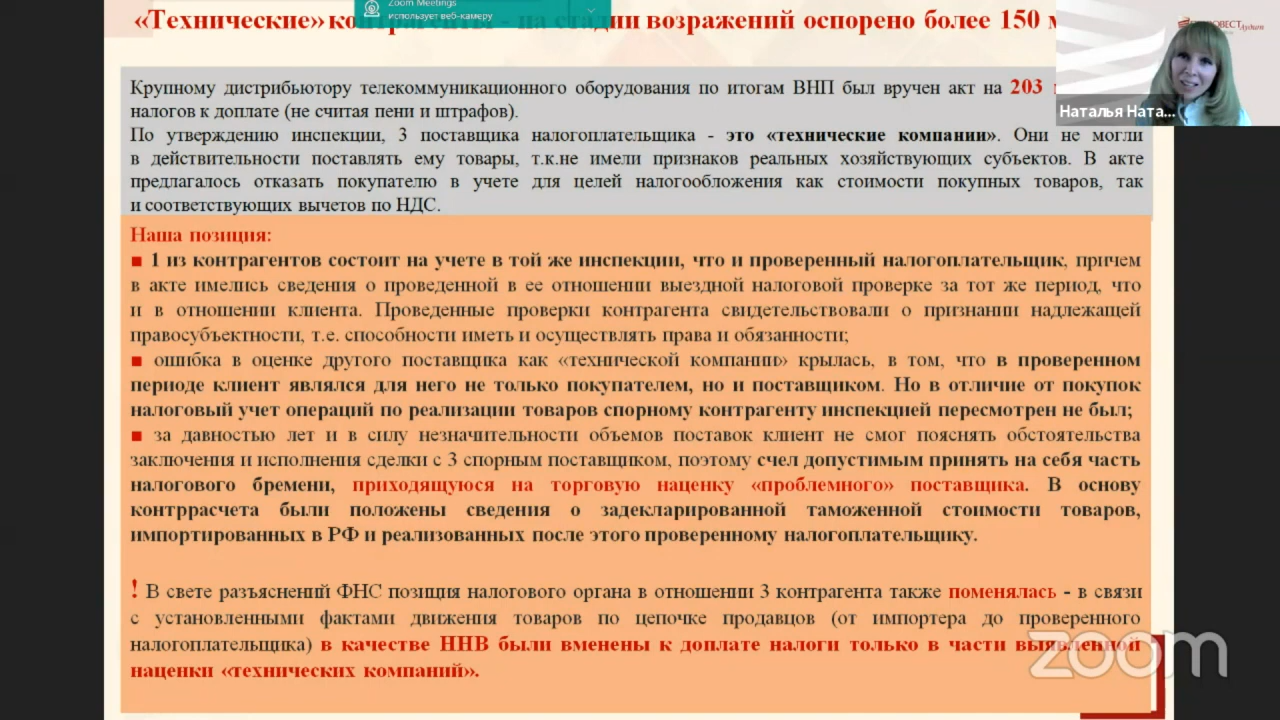 Zoom Meetings
использует веб-камеру
«Технические» - на стадии возражений оспорено более 150
Наталья Ната...
Крупному дистрибьютору телекоммуникационного оборудования по итогам ВНП был вручен акт на 203
налогов к доплате (не считая пени и штрафов).
По утверждению инспекции, 3 поставщика налогоплательщика - это «технические компании». Они не могли
в действительности поставлять ему товары, т.к.не имели признаков реальных хозяйствующих субъектов. В акте
предлагалось отказать покупателю в учете для целей налогообложения как стоимости покупных товаров, так
и соответствующих вычетов по НДС.
Наша позиция:
■ 1 из контрагентов состоит на учете в той же инспекции, что и проверенный налогоплательщик, причем
в акте имелись сведения о проведенной в ее отношении выездной налоговой проверке за тот же период, что
и в отношении клиента. Проведенные проверки контрагента свидетельствовали о признании надлежащей
правосубъектности, т.е. способности иметь и осуществлять права и обязанности;
■ ошибка в оценке другого поставщика как «технической компании» крылась, в том, что в проверенном
периоде клиент являлся для него не только покупателем, но и поставщиком. Но в отличие от покупок
налоговый учет операций по реализации товаров спорному контрагенту инспекцией пересмотрен не был;
■ за давностью лет и в силу незначительности объемов поставок клиент не смог пояснять обстоятельства
заключения и исполнения сделки с 3 спорным поставщиком, поэтому счел допустимым принять на себя часть
налогового бремени, приходящуюся на торговую наценку «проблемного» поставщика. В основу
контррасчета были положены сведения о задекларированной таможенной стоимости товаров,
импортированных в РФ и реализованных после этого проверенному налогоплательщику.
! В свете разъяснений ФНС позиция налогового органа в отношении 3 контрагента также поменялась - в связи
с установленными фактами движения товаров по цепочке продавцов (от импортера до проверенного
налогоплательщика) в качестве ННВ были вменены к доплате налоги только в части выявленной
наценки «технических компаний».
zoom